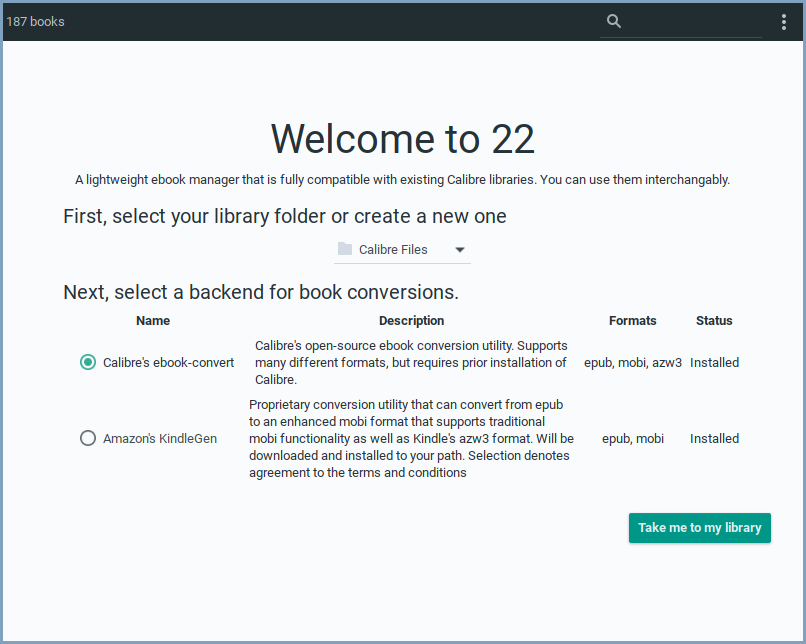 187 books
Welcome to 22
A lightweight ebook manager that is fully compatible with existing Calibre libraries. You can use them interchangably.
First, select your library folder or create a new one
Calibre Files
Next, select a backend for book conversions.
Name Description Formats Status
Calibre's open-source ebook conversion utility. Supports
Calibre's ebook-convert many different formats, but requires prior installation of epub, mobi, azw3 Installed
Calibre.
Proprietary conversion utility that can convert from epub
to an enhanced mobi format that supports traditional
Amazon's KindleGen mobi functionality as well as Kindle's azw3 format. Will be epub, mobi Installed
downloaded and installed to your path. Selection denotes
agreement to the terms and conditions
Take me to my library